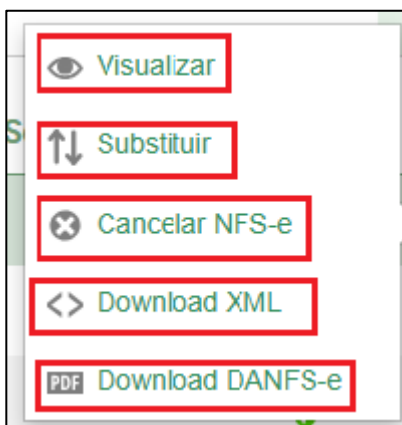 Visualizar
Substituir
Cancelar NFS-e
Download XML
PDF Download DANFS-e